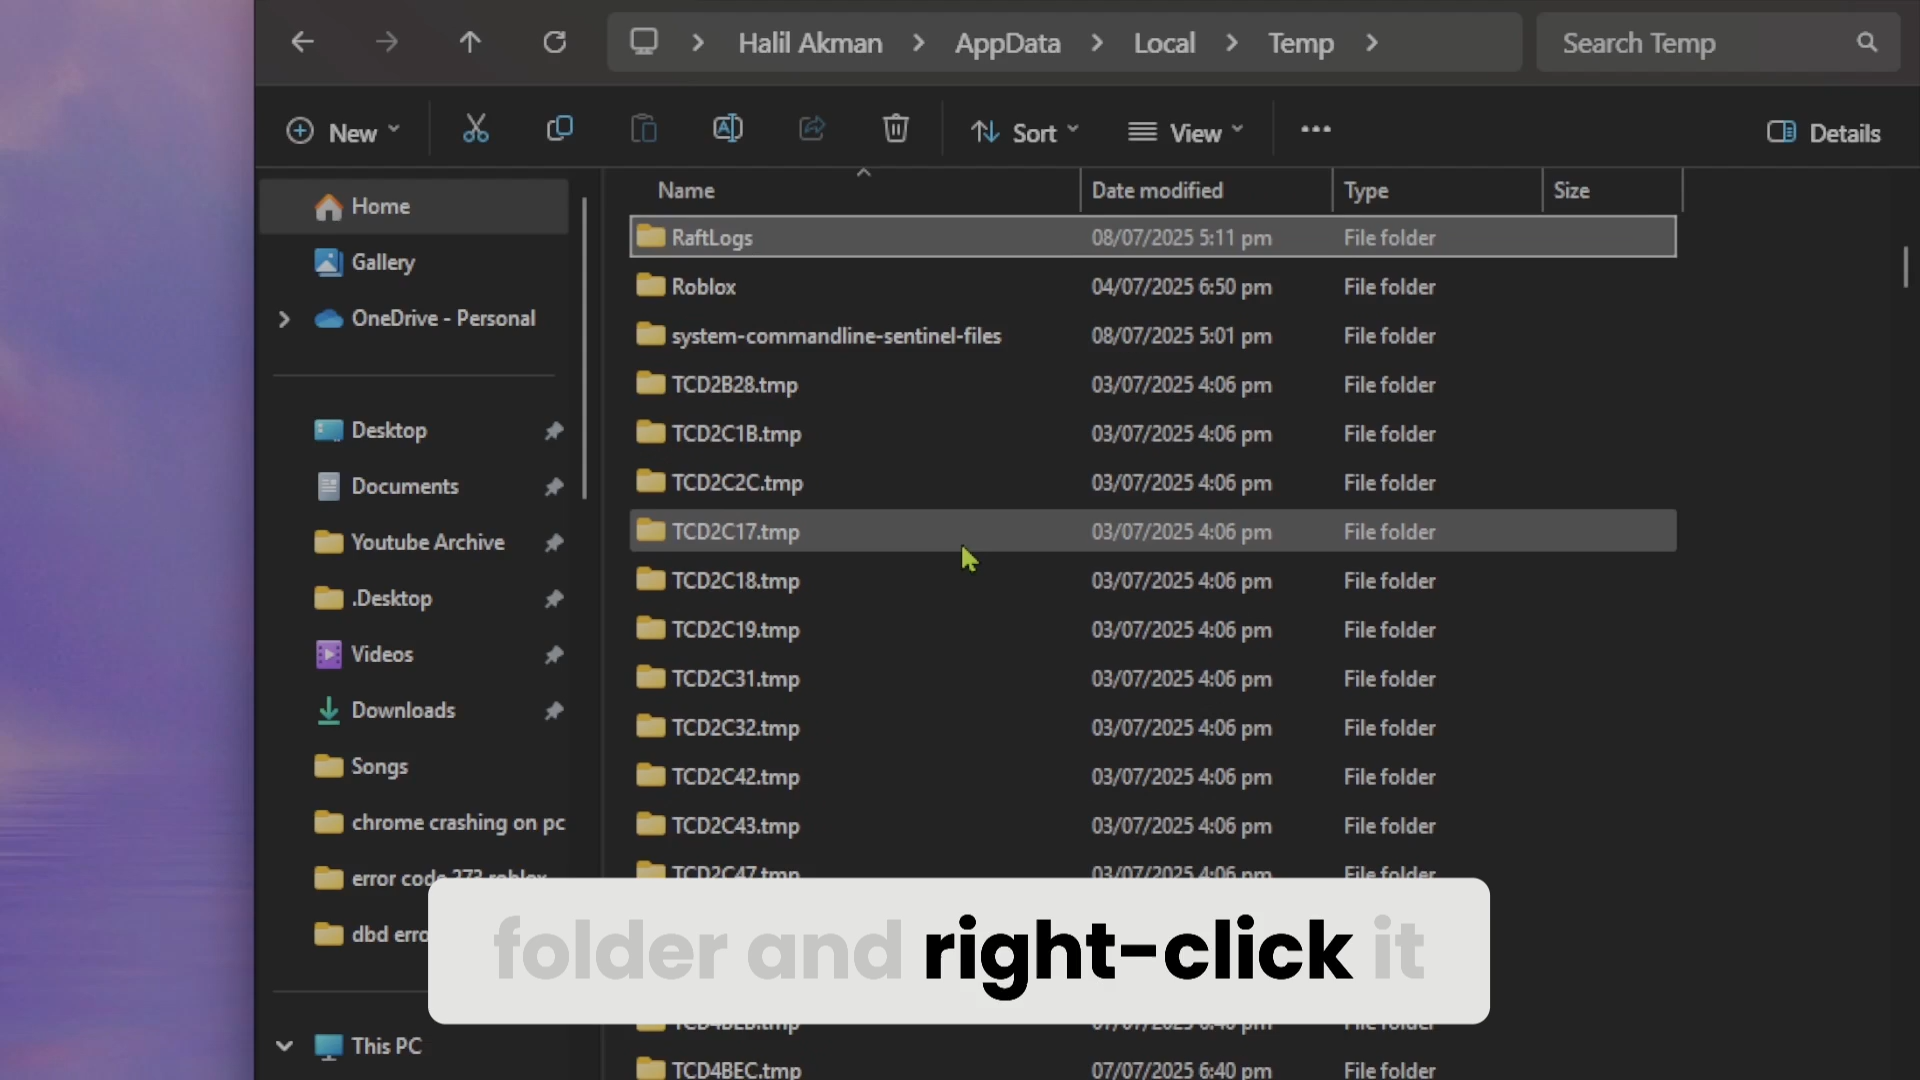 Halil Akman > AppData > Local > Temp >
Search Temp
New
Sort
View
Details
Home
Gallery
OneDrive - Personal
Desktop
Documents
Youtube Archive
.Desktop
Videos
Downloads
Songs
chrome crashing on pc
error code 273 roblox
dbd erro
This PC
Name Date modified Type Size
RaftLogs 08/07/2025 5:11 pm File folder
Roblox 04/07/2025 6:50 pm File folder
system-commandline-sentinel-files 08/07/2025 5:01 pm File folder
TCD2B28.tmp 03/07/2025 4:06 pm File folder
TCD2C1B.tmp 03/07/2025 4:06 pm File folder
TCD2C2C.tmp 03/07/2025 4:06 pm File folder
TCD2C17.tmp 03/07/2025 4:06 pm File folder
TCD2C18.tmp 03/07/2025 4:06 pm File folder
TCD2C19.tmp 03/07/2025 4:06 pm File folder
TCD2C31.tmp 03/07/2025 4:06 pm File folder
TCD2C32.tmp 03/07/2025 4:06 pm File folder
TCD2C42.tmp 03/07/2025 4:06 pm File folder
TCD2C43.tmp 03/07/2025 4:06 pm File folder
TCD2C47.tmp 03/07/2025 4:06 pm File folder
folder and right-click it
TCD4BEC.tmp 07/07/2025 6:40 pm File folder